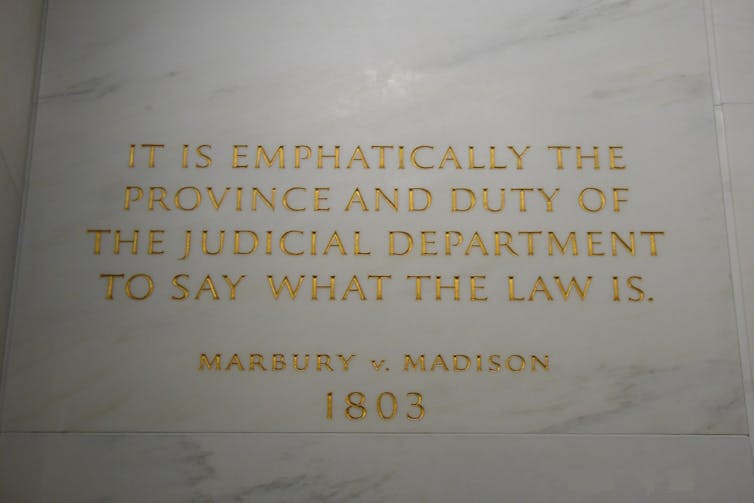 IT IS EMPHATICALLY THE
PROVINCE AND DUTY OF
THE JUDICIAL DEPARTMENT
TO SAY WHAT THE LAW IS.
MARBURY v. MADISON
1803